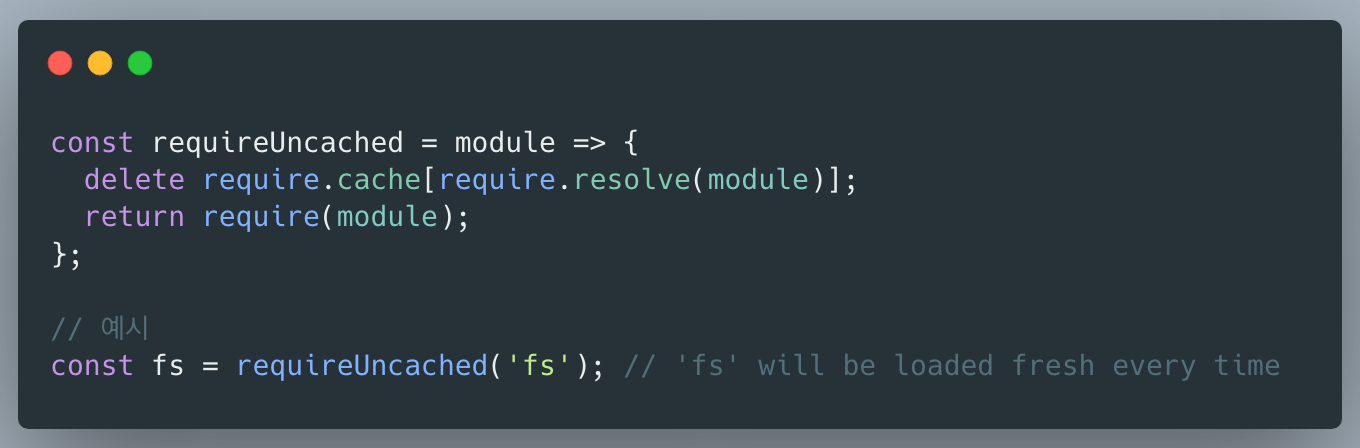 const requireUncached = module => {
  delete require.cache[require.resolve(module)];
  return require(module);
};
// 예시
const fs = requireUncached('fs'); // 'fs' will be loaded fresh every time